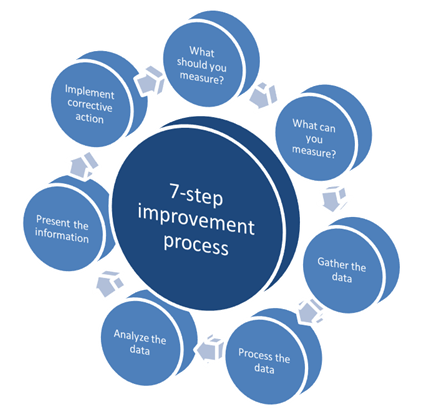 7-step
improvement
process
What
should you
measure?
What can
you
measure?
Gather the
data
Process the
data
Analyze the
data
Present the
information
Implement
corrective
action